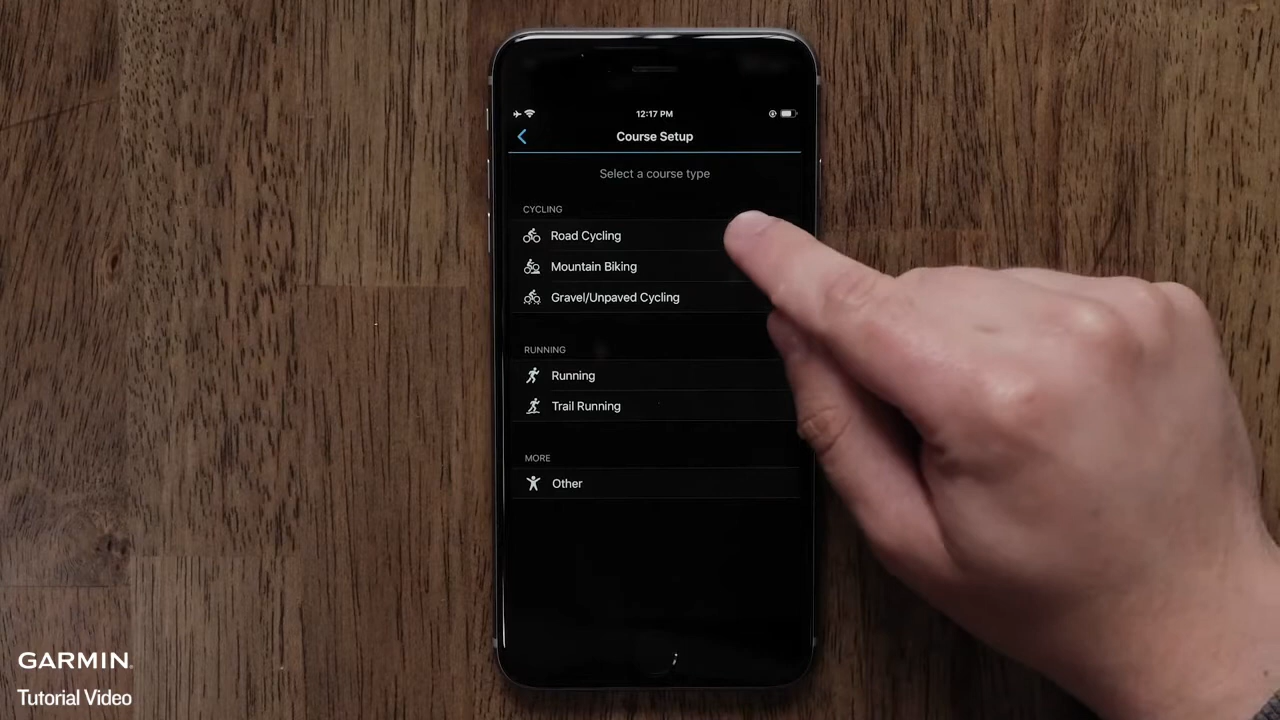 12:17 PM
Course Setup
Select a course type
CYCLING
Road Cycling
Mountain Biking
Gravel/Unpaved Cycling
RUNNING
Running
Trail Running
MORE
Other
GARMIN.
Tutorial Video